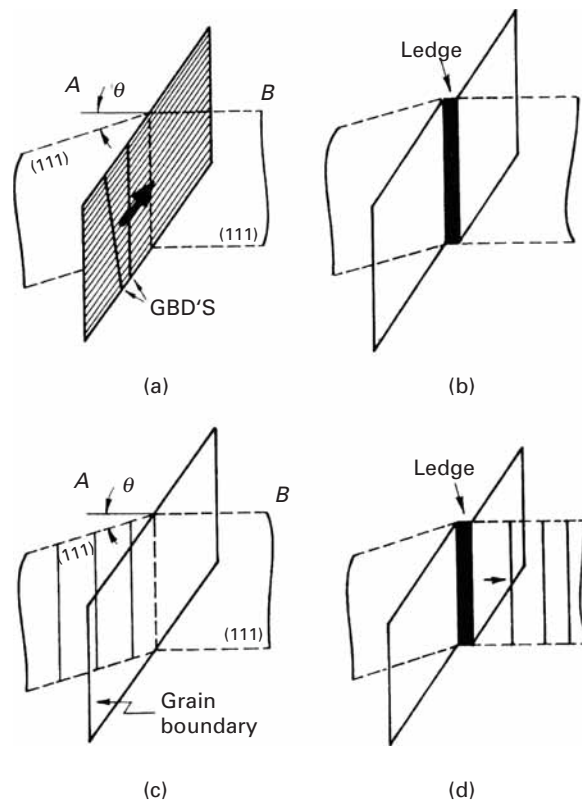 A
θ
B
(111)
(111)
GBD'S
(a)
Ledge
(b)
A
θ
B
(111)
(111)
Grain
boundary
(c)
Ledge
(d)